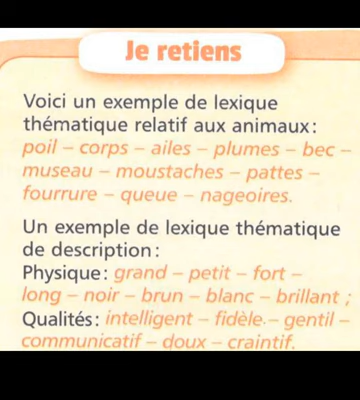 Je retiens
Voici un exemple de lexique
thématique relatif aux animaux :
poil – corps – ailes – plumes – bec –
museau – moustaches – pattes –
fourrure – queue – nageoires.
Un exemple de lexique thématique
de description :
Physique : grand – petit – fort –
long – noir – brun – blanc – brillant ;
Qualités : intelligent – fidèle – gentil –
communicatif – doux – craintif.